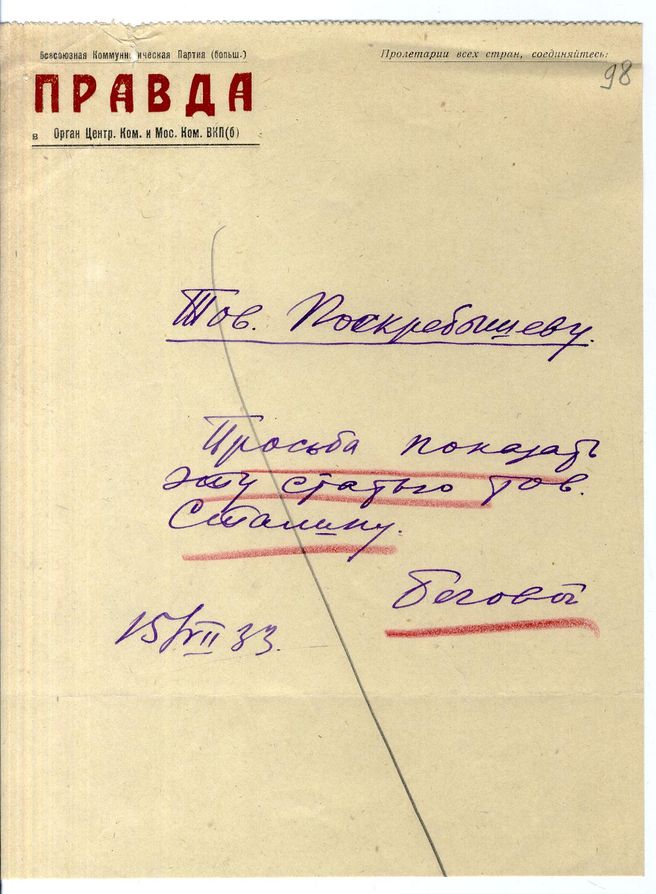 Всесоюзная Коммунистическая Партия (больш.)
Пролетарии всех стран, соединяйтесь:
98
ПРАВДА
в Орган Центр. Ком. и Мос. Ком. ВКП(б)
Тов. Поскребышеву.
Просьба показать
эту статью тов.
Сталину.
15/VII 33.